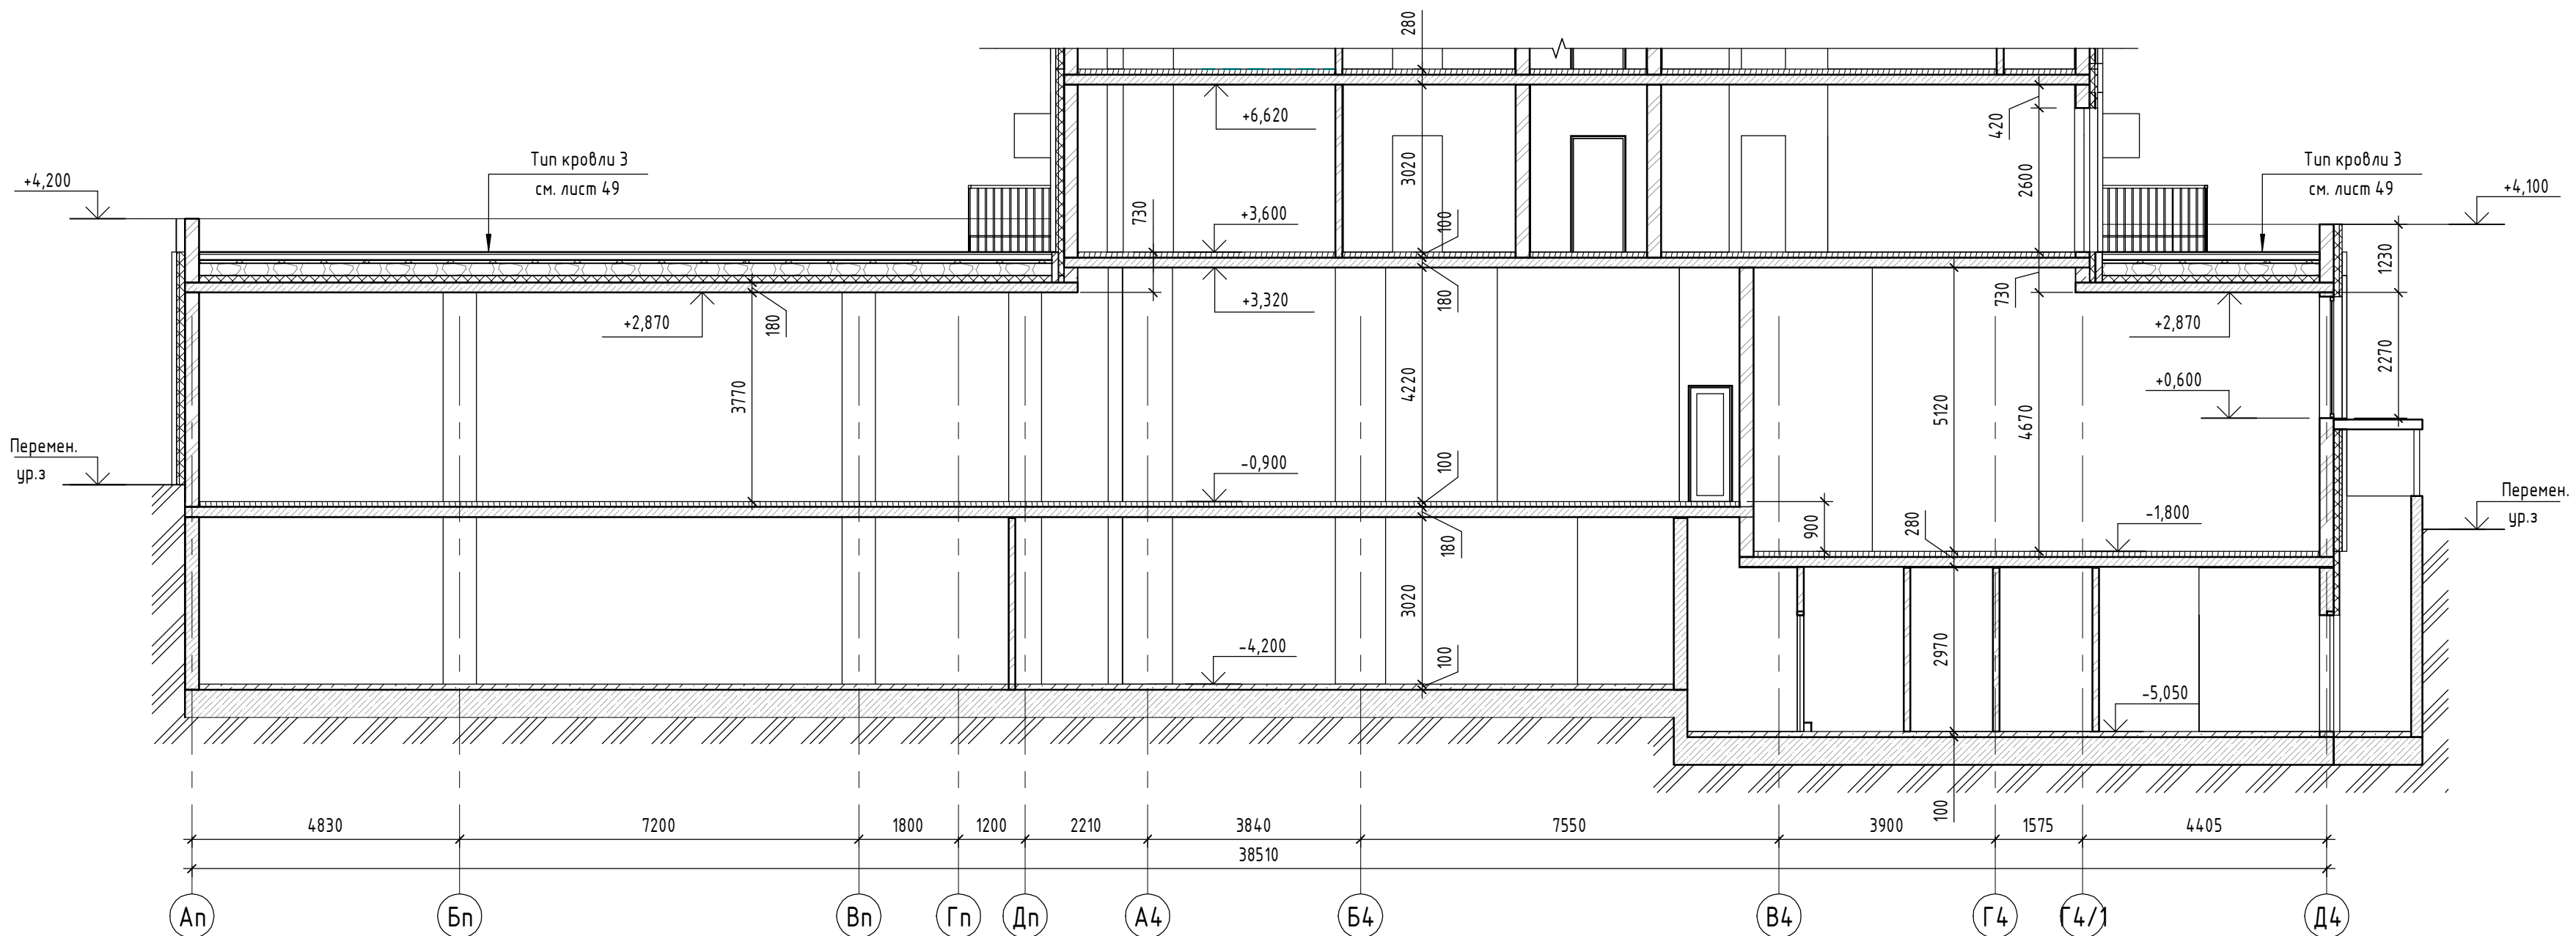 280
+6,620
420
Тип кровли 3
см. лист 49
Тип кровли 3
см. лист 49
+4,200
3020
2600
+4,100
730
+3,600
100
1230
+3,320
180
730
+2,870
180
+2,870
2270
3770
4220
5120
4670
+0,600
Перемен.
ур.з
-0,900
100
Перемен.
ур.з
180
900
280
-1,800
3020
2970
-4,200
100
-5,050
100
4830
7200
1800
1200
2210
3840
7550
3900
1575
4405
38510
Ап
Бп
Вп
Гп
Дп
А4
Б4
В4
Г4
Г4/1
Д4